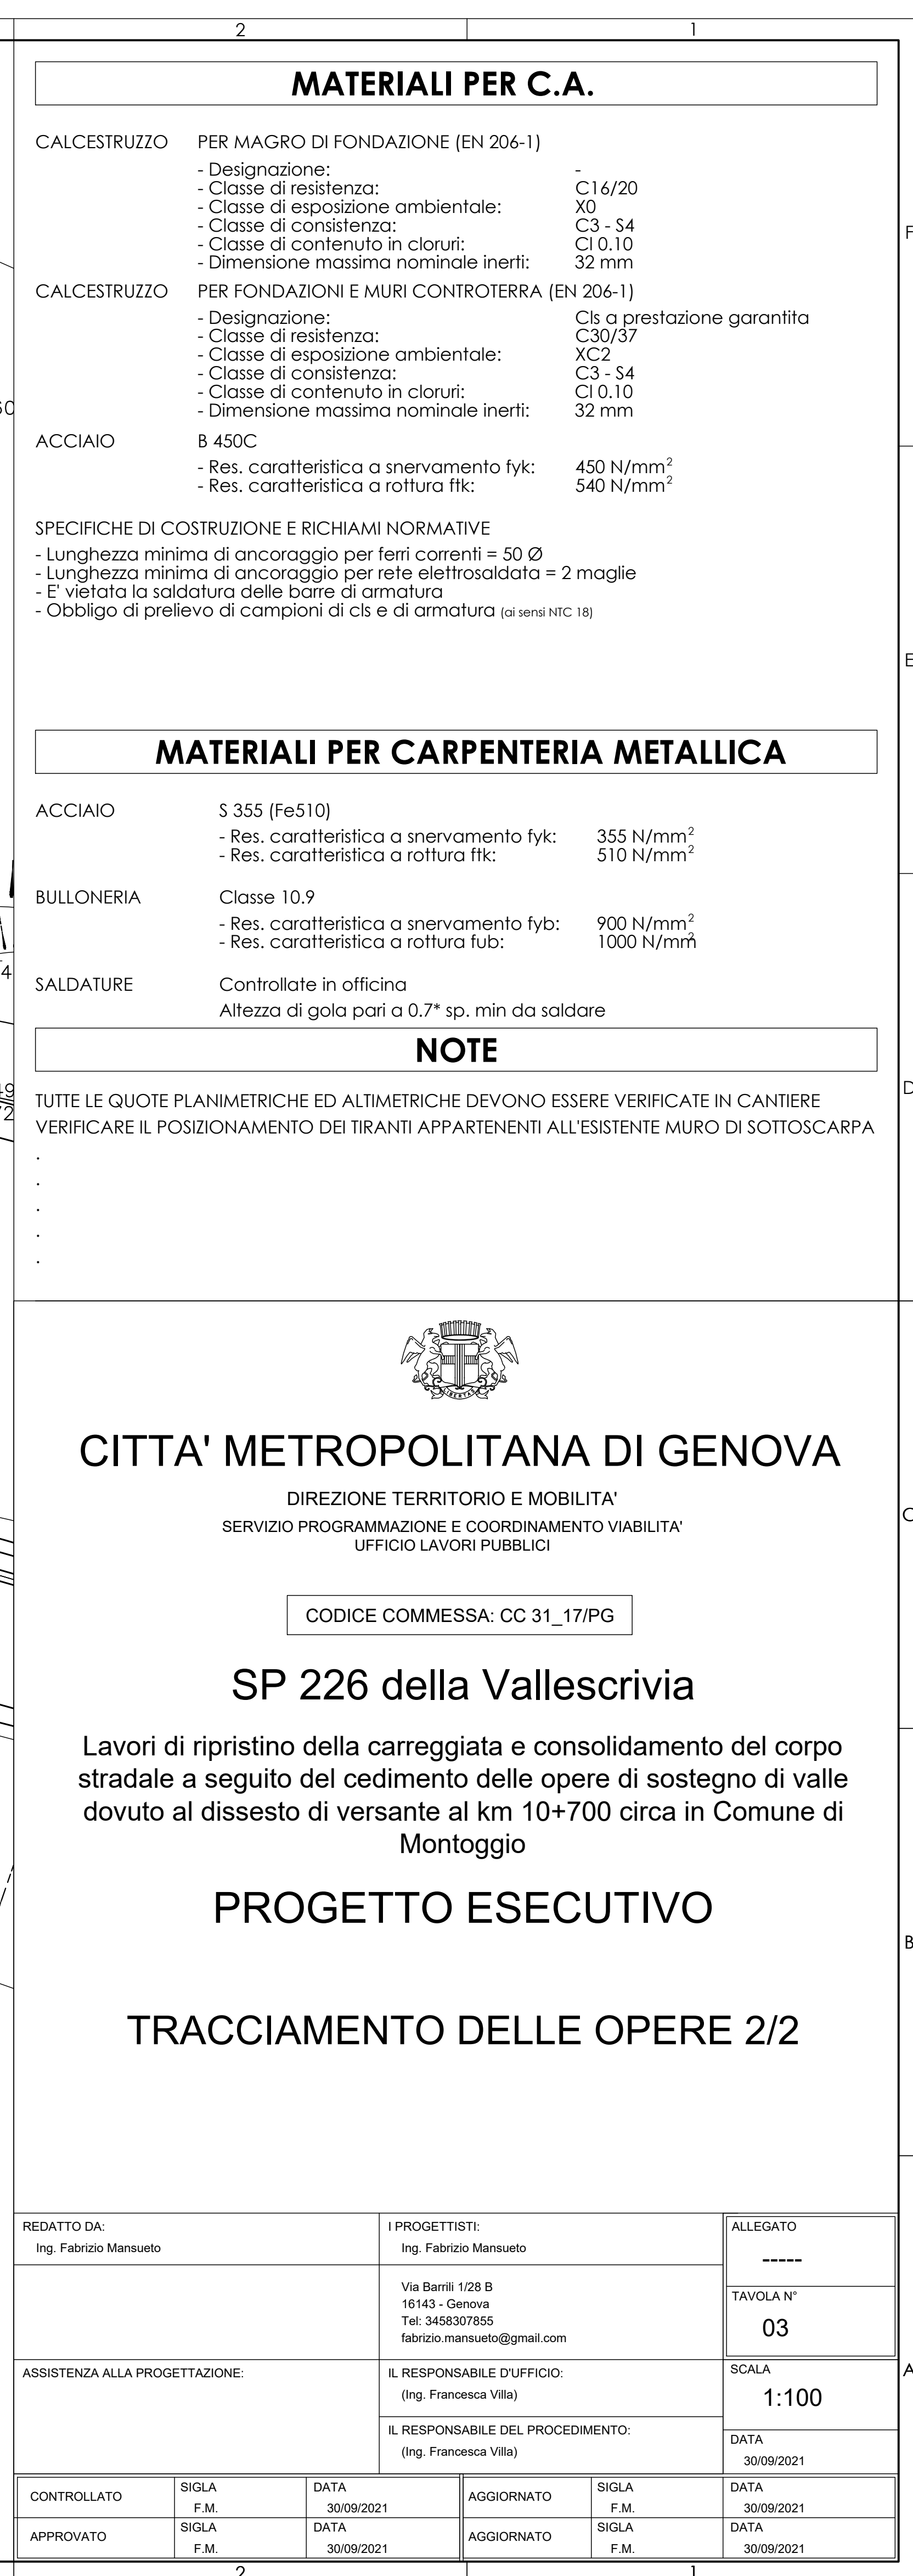 2 1
MATERIALI PER C.A.
CALCESTRUZZO PER MAGRO DI FONDAZIONE (EN 206-1)
- Designazione: -
- Classe di resistenza: C16/20
- Classe di esposizione ambientale: X0
- Classe di consistenza: C3 - S4
- Classe di contenuto in cloruri: Cl 0.10
- Dimensione massima nominale inerti: 32 mm
F
CALCESTRUZZO PER FONDAZIONI E MURI CONTROTERRA (EN 206-1)
- Designazione: Cls a prestazione garantita
- Classe di resistenza: C30/37
- Classe di esposizione ambientale: XC2
- Classe di consistenza: C3 - S4
- Classe di contenuto in cloruri: Cl 0.10
- Dimensione massima nominale inerti: 32 mm
ACCIAIO B 450C
- Res. caratteristica a snervamento fyk: 450 N/mm²
- Res. caratteristica a rottura ftk: 540 N/mm²
SPECIFICHE DI COSTRUZIONE E RICHIAMI NORMATIVE
- Lunghezza minima di ancoraggio per ferri correnti = 50 Ø
- Lunghezza minima di ancoraggio per rete elettrosaldata = 2 maglie
- E' vietata la saldatura delle barre di armatura
- Obbligo di prelievo di campioni di cls e di armatura (ai sensi NTC 18)
E
MATERIALI PER CARPENTERIA METALLICA
ACCIAIO S 355 (Fe510)
- Res. caratteristica a snervamento fyk: 355 N/mm²
- Res. caratteristica a rottura ftk: 510 N/mm²
BULLONERIA Classe 10.9
- Res. caratteristica a snervamento fyb: 900 N/mm²
- Res. caratteristica a rottura fub: 1000 N/mm²
SALDATURE Controllate in officina
Altezza di gola pari a 0.7* sp. min da saldare
NOTE
D
TUTTE LE QUOTE PLANIMETRICHE ED ALTIMETRICHE DEVONO ESSERE VERIFICATE IN CANTIERE
VERIFICARE IL POSIZIONAMENTO DEI TIRANTI APPARTENENTI ALL'ESISTENTE MURO DI SOTTOSCARPA
.
.
.
.
.
LIBERTAS
CITTA' METROPOLITANA DI GENOVA
DIREZIONE TERRITORIO E MOBILITA'
SERVIZIO PROGRAMMAZIONE E COORDINAMENTO VIABILITA'
UFFICIO LAVORI PUBBLICI
C
CODICE COMMESSA: CC 31_17/PG
SP 226 della Vallescrivia
Lavori di ripristino della carreggiata e consolidamento del corpo
stradale a seguito del cedimento delle opere di sostegno di valle
dovuto al dissesto di versante al km 10+700 circa in Comune di
Montoggio
PROGETTO ESECUTIVO
B
TRACCIAMENTO DELLE OPERE 2/2
REDATTO DA:
Ing. Fabrizio Mansueto
I PROGETTISTI:
Ing. Fabrizio Mansueto
Via Barrili 1/28 B
16143 - Genova
Tel: 3458307855
fabrizio.mansueto@gmail.com
ALLEGATO
-----
TAVOLA N°
03
ASSISTENZA ALLA PROGETTAZIONE:
IL RESPONSABILE D'UFFICIO:
(Ing. Francesca Villa)
IL RESPONSABILE DEL PROCEDIMENTO:
(Ing. Francesca Villa)
SCALA
1:100
A
DATA
30/09/2021
CONTROLLATO SIGLA F.M. DATA 30/09/2021 AGGIORNATO SIGLA F.M. DATA 30/09/2021
APPROVATO SIGLA F.M. DATA 30/09/2021 AGGIORNATO SIGLA F.M. DATA 30/09/2021
2 1